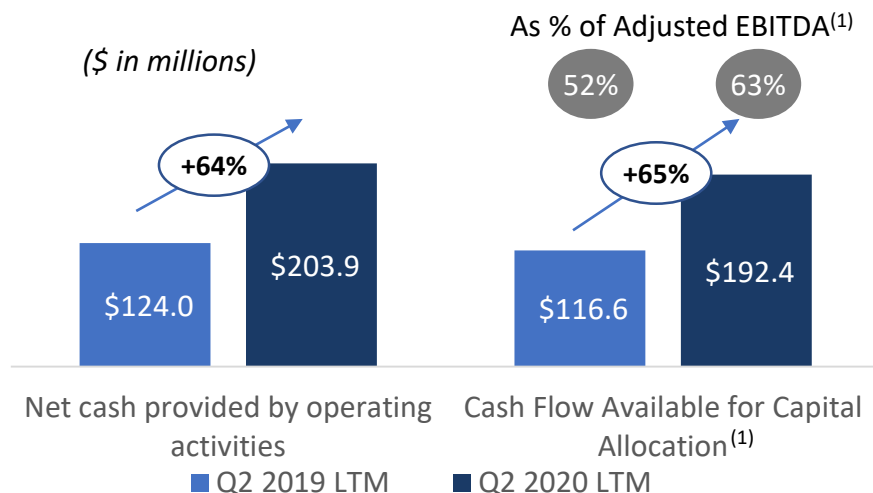 As % of Adjusted EBITDA(1)
($ in millions)
52%
63%
+64%
+65%
$124.0
$203.9
$116.6
$192.4
Net cash provided by operating
activities
Cash Flow Available for Capital
Allocation(1)
Q2 2019 LTM
Q2 2020 LTM